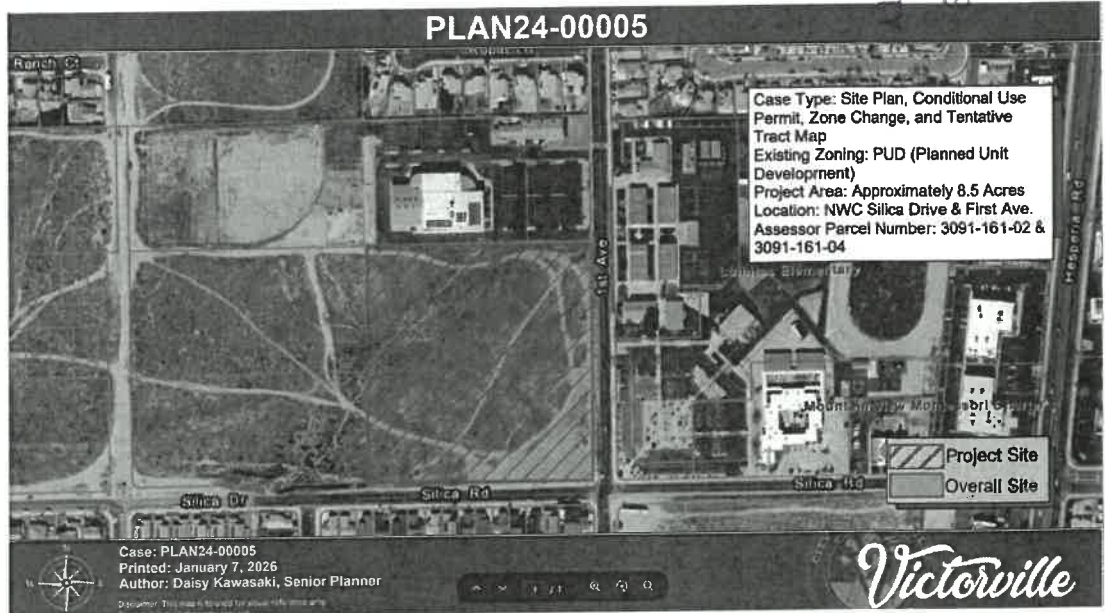 PLAN24-00005
Ranch Ct
Case Type: Site Plan, Conditional Use
Permit, Zone Change, and Tentative
Tract Map
Existing Zoning: PUD (Planned Unit
Development)
Project Area: Approximately 8.5 Acres
Location: NWC Silica Drive & First Ave.
Assessor Parcel Number: 3091-161-02 &
3091-161-04
1st Ave
Hesperia Rd
Elementary
Project Site
Overall Site
Silica Dr
Silica Rd
Silica Rd
Case: PLAN24-00005
Printed: January 7, 2026
Author: Daisy Kawasaki, Senior Planner
Victorville